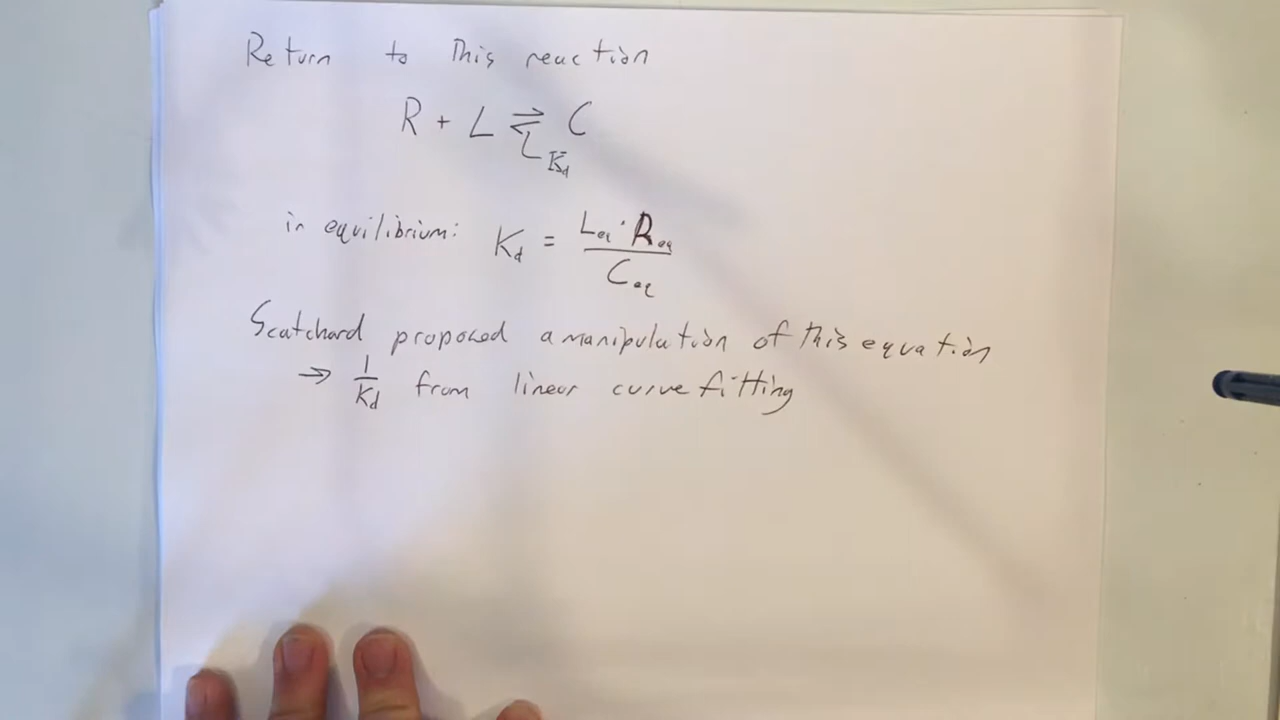 Return to this reaction
R + L ⇌ C
Kd
in equilibrium: Kd = Leq · Req / Ceq
Scatchard proposed a manipulation of this equation
⇒ 1/Kd from linear curve fitting